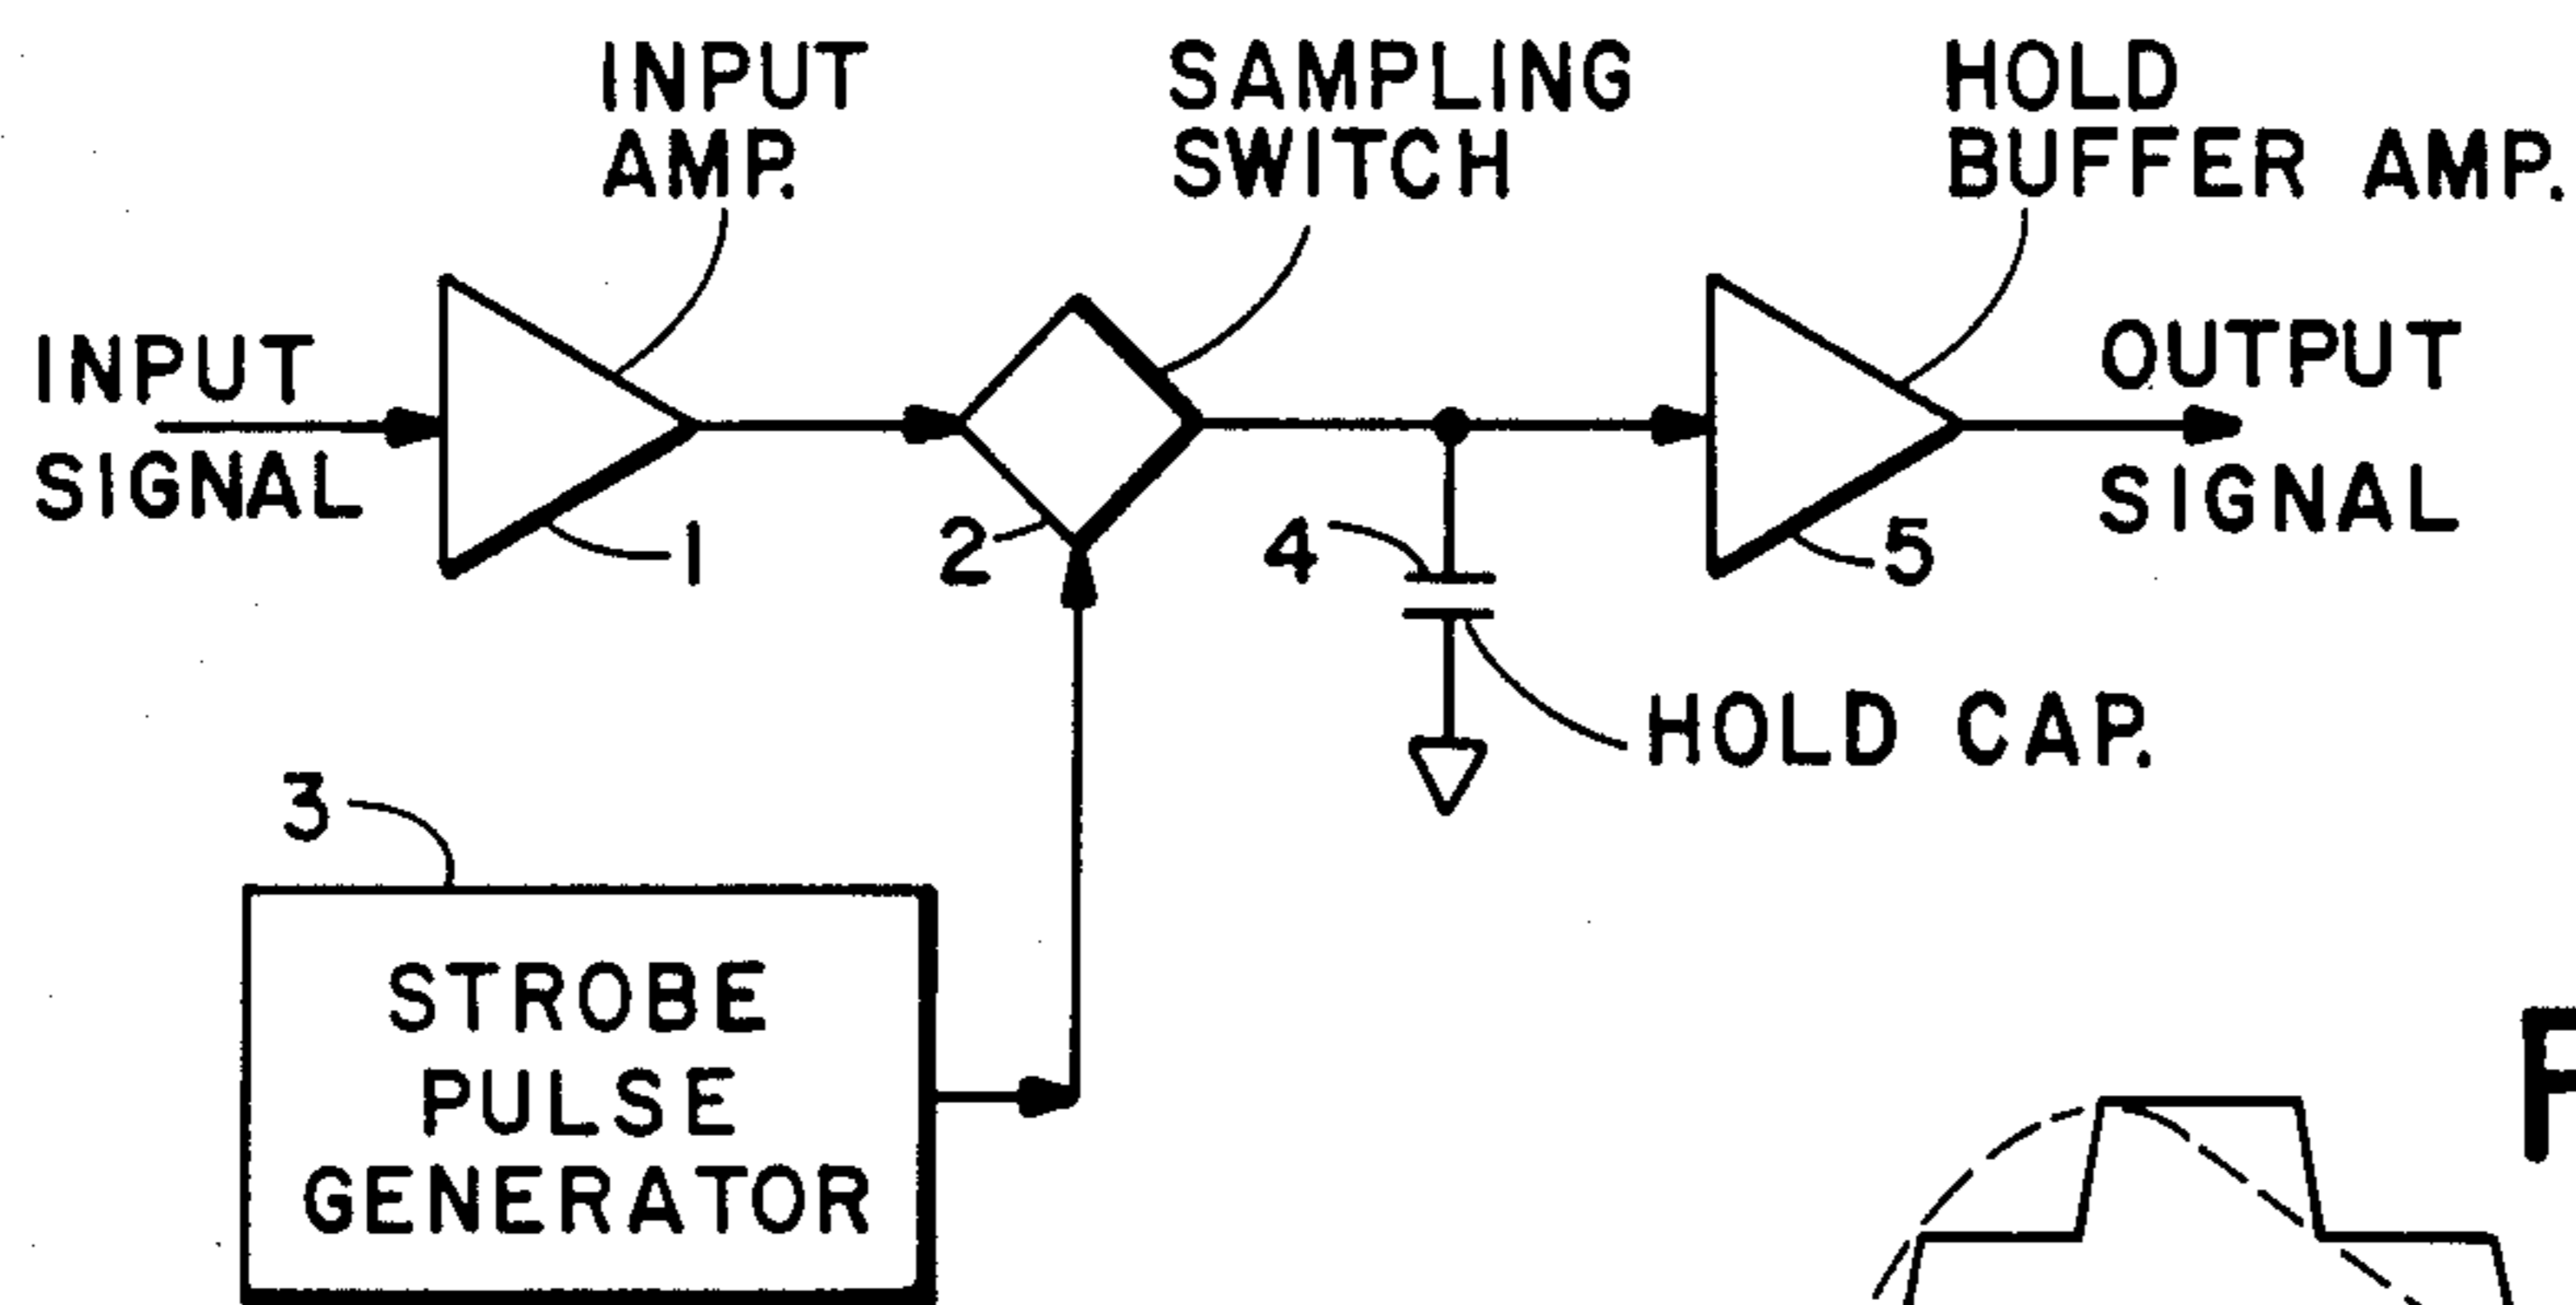 INPUT
AMP.
SAMPLING
SWITCH
HOLD
BUFFER AMP.
INPUT
SIGNAL
OUTPUT
SIGNAL
1
2
4
5
HOLD CAP.
3
STROBE
PULSE
GENERATOR